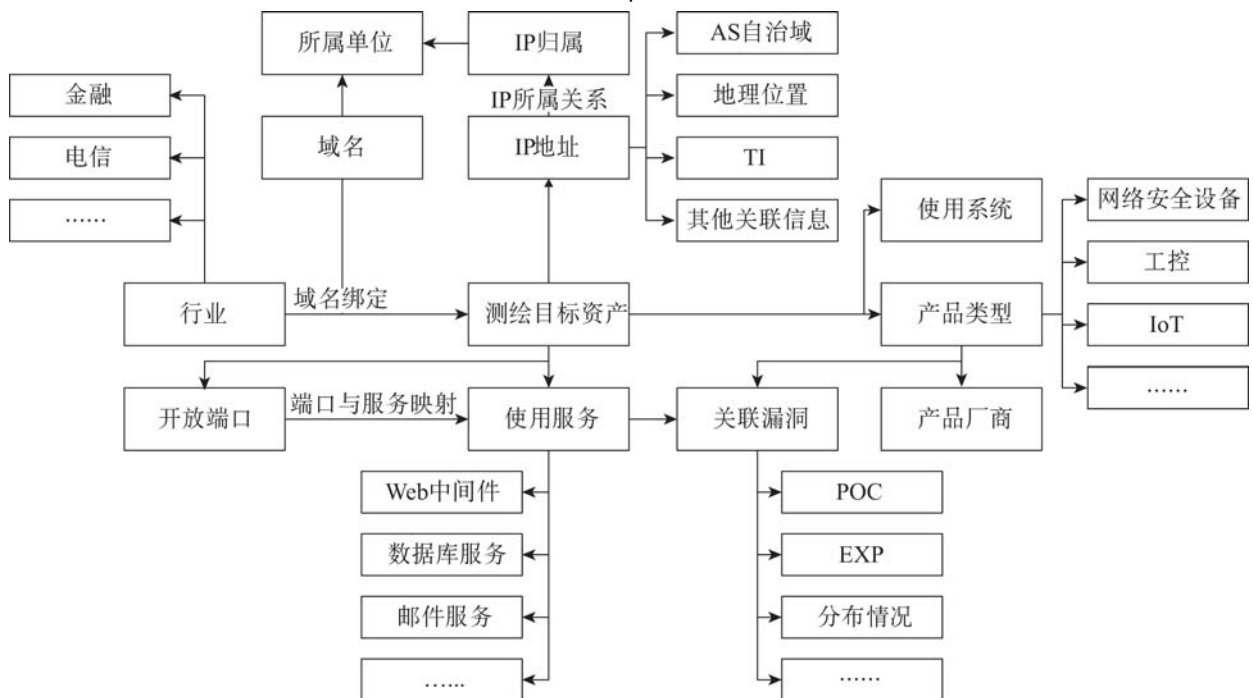 所属单位
IP归属
AS自治域
金融
IP所属关系
地理位置
电信
域名
IP地址
TI
……
其他关联信息
使用系统
网络安全设备
工控
行业
域名绑定
测绘目标资产
产品类型
IoT
……
开放端口
端口与服务映射
使用服务
关联漏洞
产品厂商
Web中间件
POC
数据库服务
EXP
邮件服务
分布情况
……
……